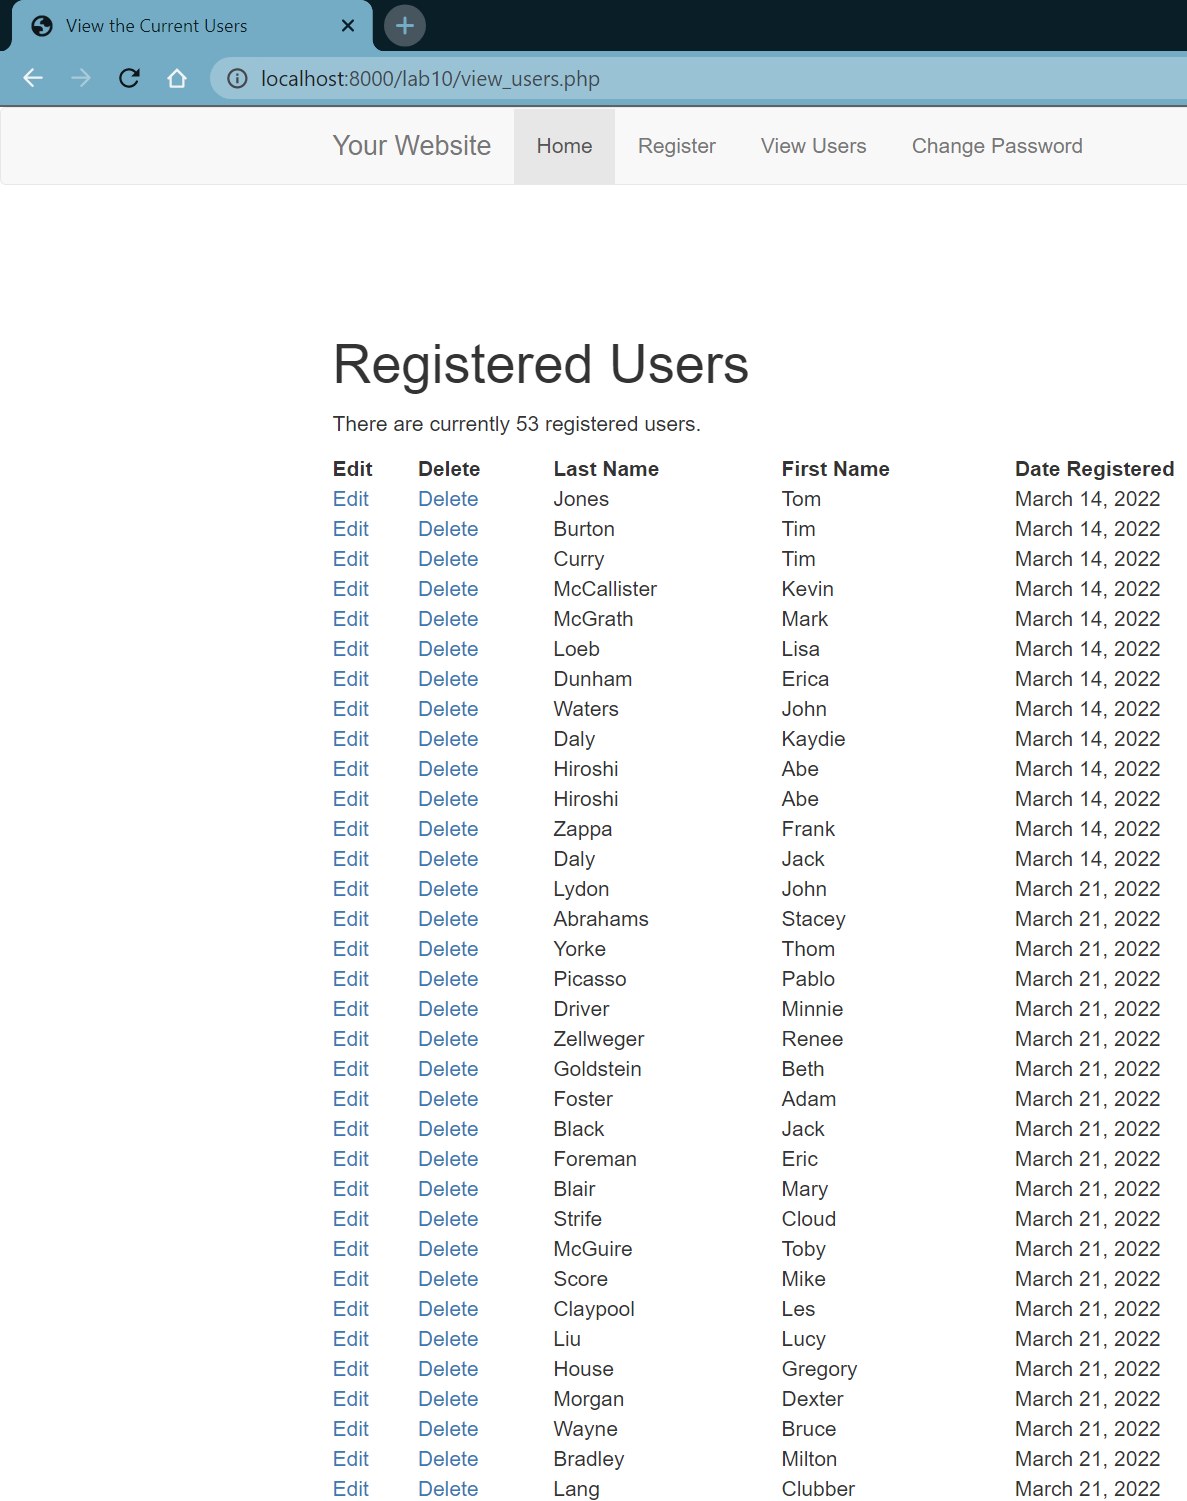 View the Current Users
localhost:8000/lab10/view_users.php
Your Website Home Register View Users Change Password
Registered Users
There are currently 53 registered users.
Edit Delete Last Name First Name Date Registered
Edit Delete Jones Tom March 14, 2022
Edit Delete Burton Tim March 14, 2022
Edit Delete Curry Tim March 14, 2022
Edit Delete McCallister Kevin March 14, 2022
Edit Delete McGrath Mark March 14, 2022
Edit Delete Loeb Lisa March 14, 2022
Edit Delete Dunham Erica March 14, 2022
Edit Delete Waters John March 14, 2022
Edit Delete Daly Kaydie March 14, 2022
Edit Delete Hiroshi Abe March 14, 2022
Edit Delete Hiroshi Abe March 14, 2022
Edit Delete Zappa Frank March 14, 2022
Edit Delete Daly Jack March 14, 2022
Edit Delete Lydon John March 21, 2022
Edit Delete Abrahams Stacey March 21, 2022
Edit Delete Yorke Thom March 21, 2022
Edit Delete Picasso Pablo March 21, 2022
Edit Delete Driver Minnie March 21, 2022
Edit Delete Zellweger Renee March 21, 2022
Edit Delete Goldstein Beth March 21, 2022
Edit Delete Foster Adam March 21, 2022
Edit Delete Black Jack March 21, 2022
Edit Delete Foreman Eric March 21, 2022
Edit Delete Blair Mary March 21, 2022
Edit Delete Strife Cloud March 21, 2022
Edit Delete McGuire Toby March 21, 2022
Edit Delete Score Mike March 21, 2022
Edit Delete Claypool Les March 21, 2022
Edit Delete Liu Lucy March 21, 2022
Edit Delete House Gregory March 21, 2022
Edit Delete Morgan Dexter March 21, 2022
Edit Delete Wayne Bruce March 21, 2022
Edit Delete Bradley Milton March 21, 2022
Edit Delete Lang Clubber March 21, 2022